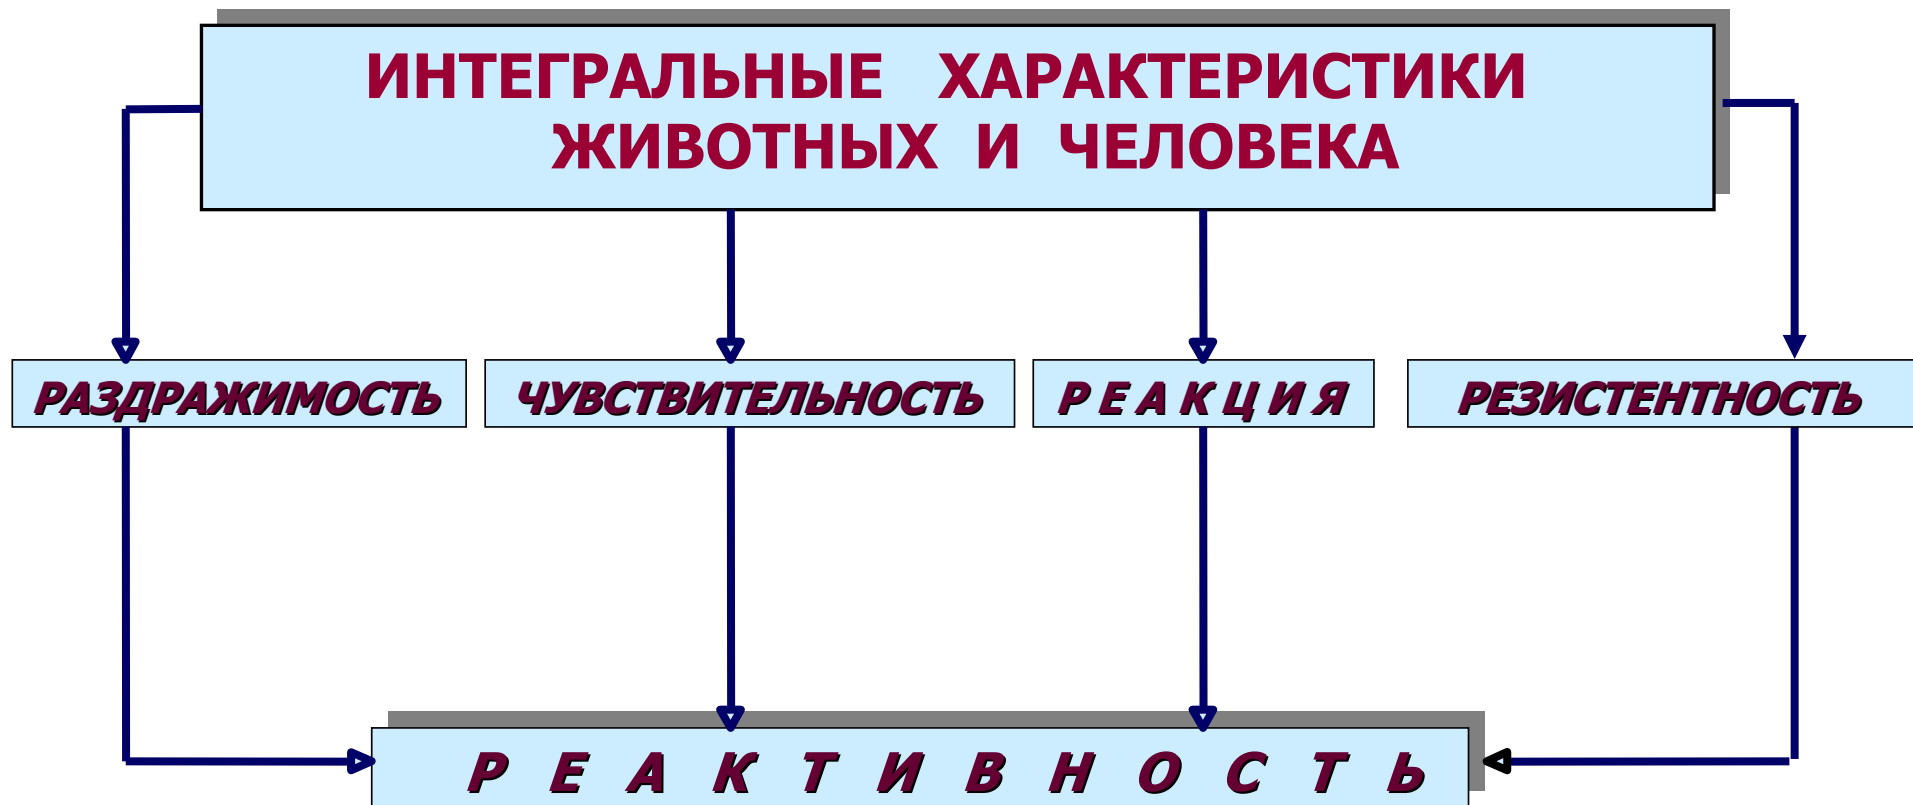 ИНТЕГРАЛЬНЫЕ ХАРАКТЕРИСТИКИ
ЖИВОТНЫХ И ЧЕЛОВЕКА
РАЗДРАЖИМОСТЬ
ЧУВСТВИТЕЛЬНОСТЬ
Р Е А К Ц И Я
РЕЗИСТЕНТНОСТЬ
Р Е А К Т И В Н О С Т Ь